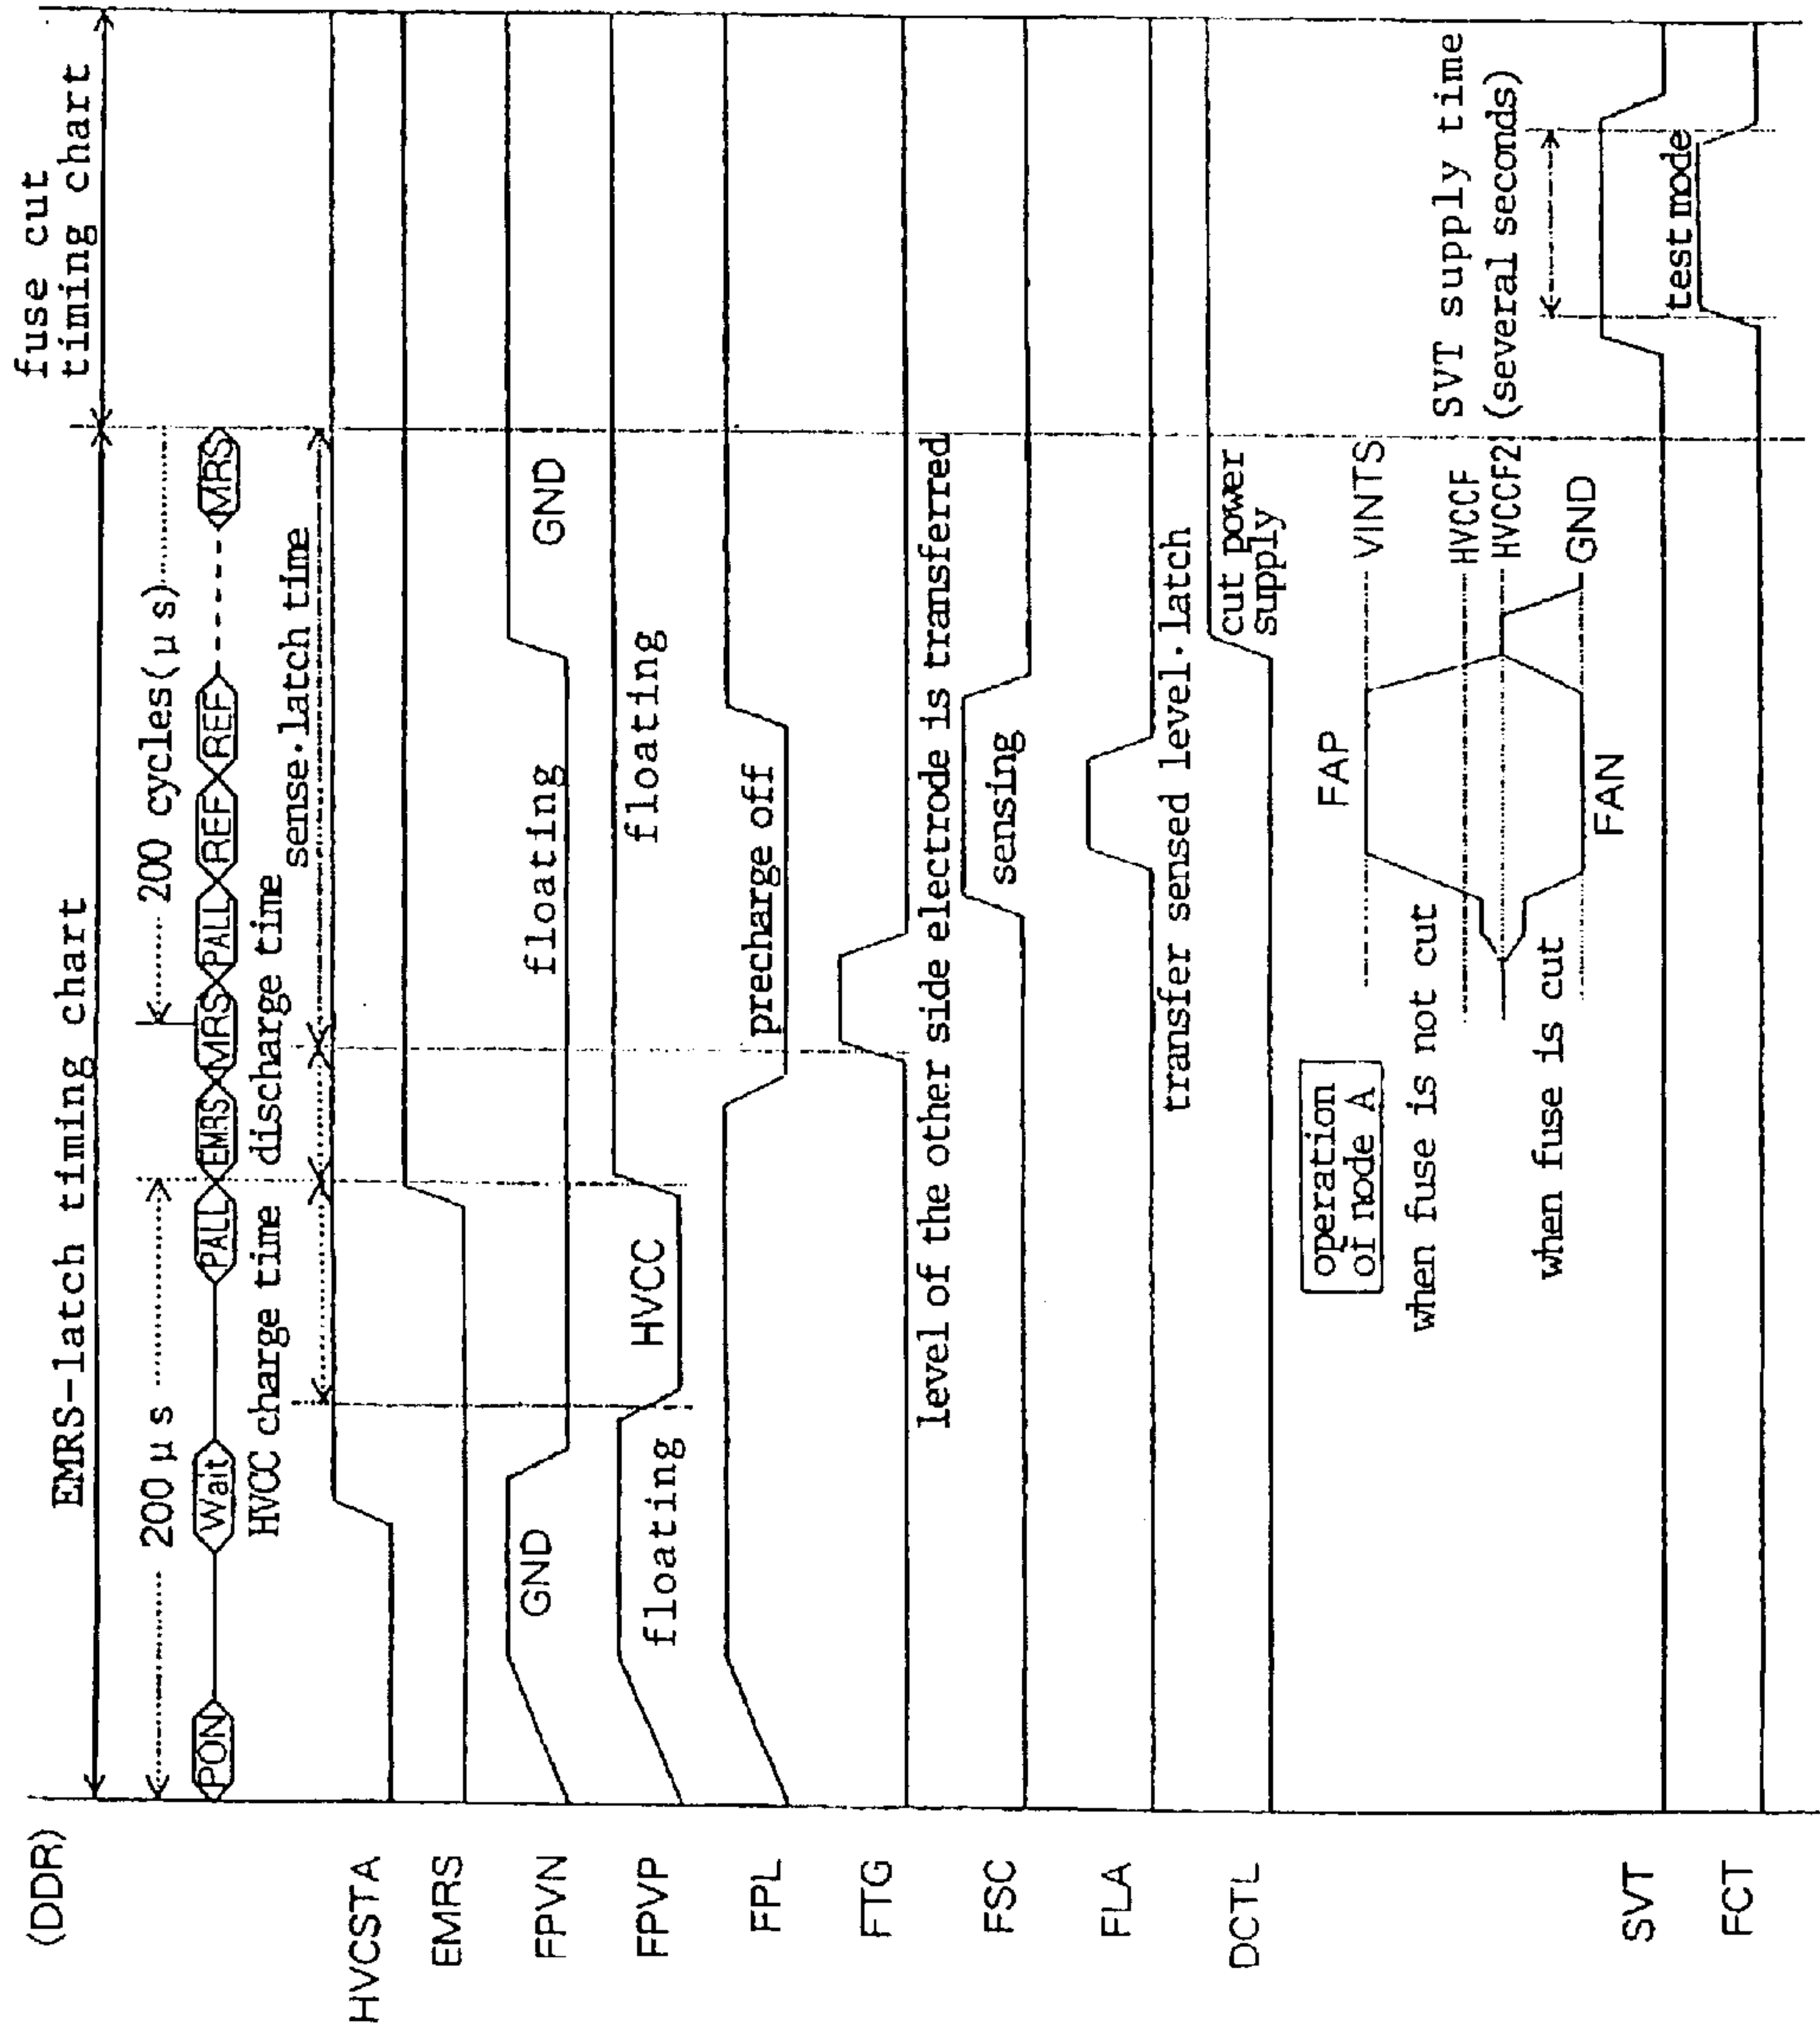 (DDR)
EMRS-latch timing chart
fuse cut
timing chart
200 μs
200 cycles(μs)
PON
Wait
PALL
EMRS
MRS
PALL
REF
REF
MRS
HVCC charge time
discharge time
sense·latch time
HVCSTA
EMRS
FPVN
GND
floating
GND
FPVP
floating
HVCC
floating
FPL
precharge off
FTG
level of the other side electrode is transferred
FSC
sensing
FLA
transfer sensed level·latch
DCTL
cut power
supply
operation
of node A
when fuse is not cut
when fuse is cut
FAP
FAN
VINTS
HVCCF
HVCCF2
GND
SVT supply time
(several seconds)
SVT
test mode
FCT